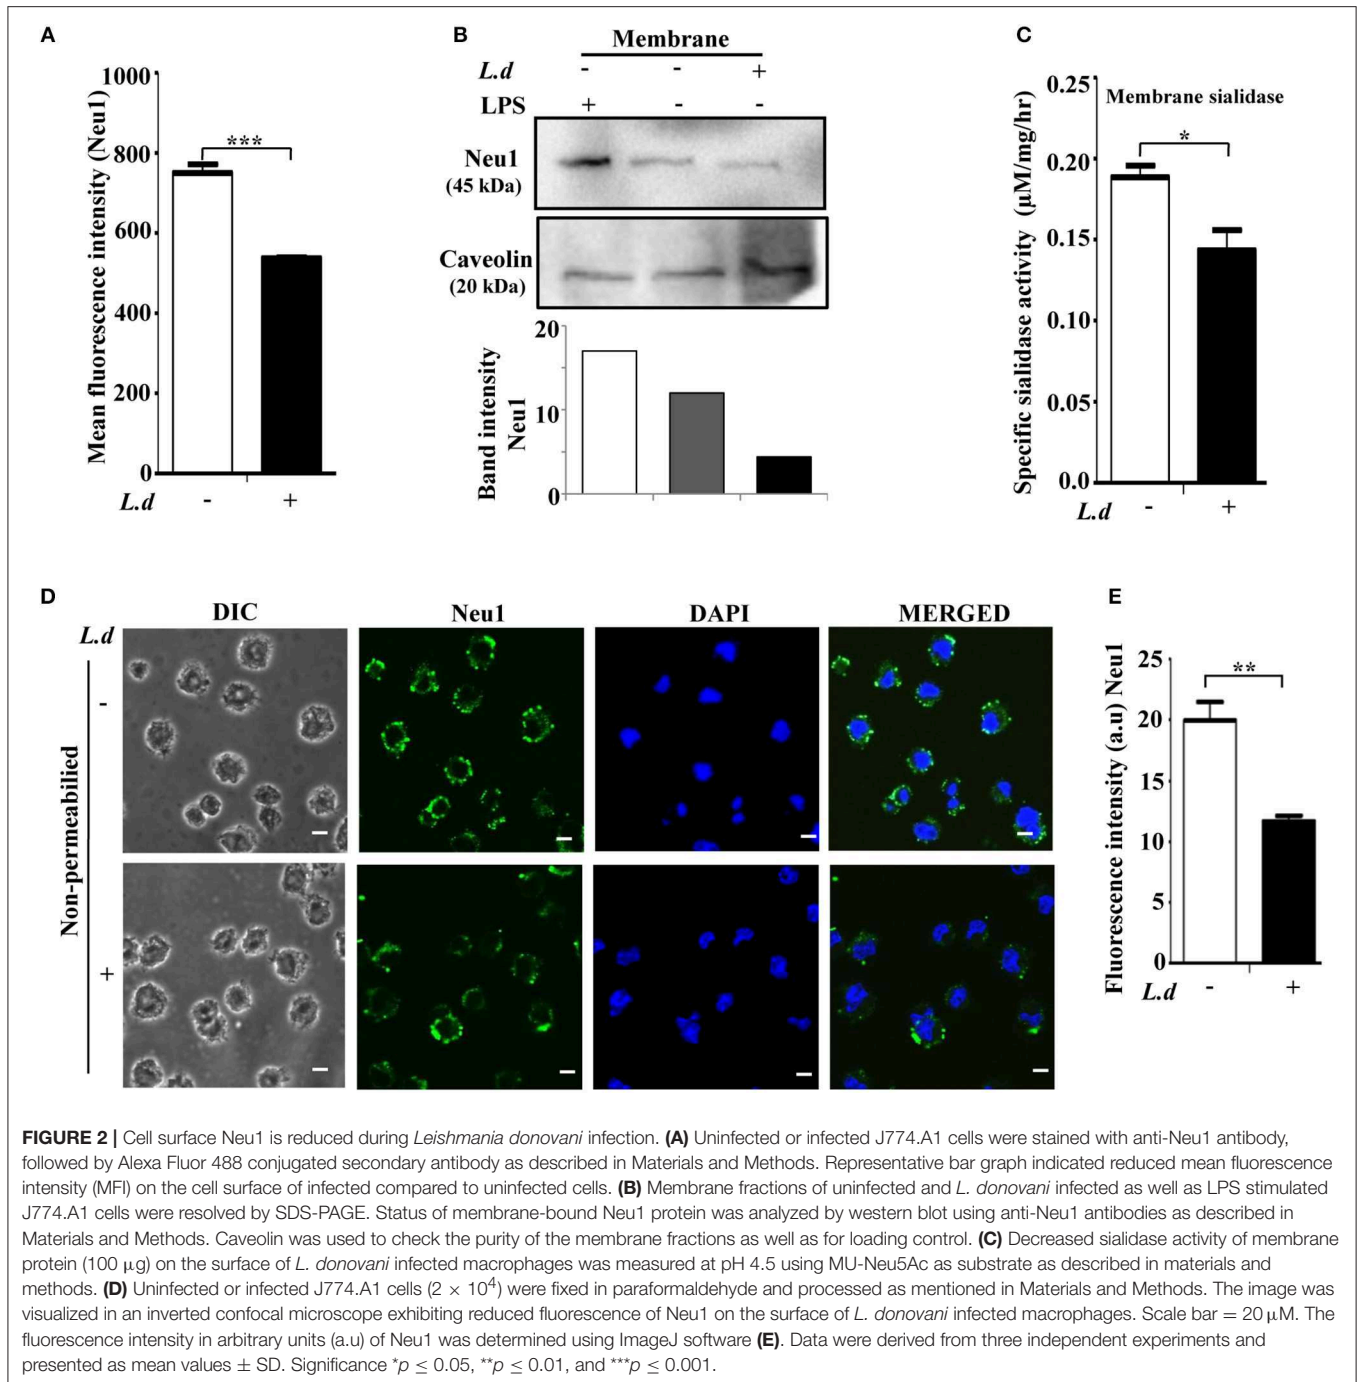 A
Mean fluorescence intensity (Neu1)
1000
800
600
400
200
0
***
L.d - +
B
Membrane
L.d - - +
LPS + - -
Neu1
(45 kDa)
Caveolin
(20 kDa)
Band intensity
Neu1
20
10
0
C
Specific sialidase activity (µM/mg/hr)
0.25
0.20
0.15
0.10
0.05
0.0
Membrane sialidase
*
L.d - +
D
DIC Neu1 DAPI MERGED
L.d
Non-permeabilied
-
+
E
Fluorescence intensity (a.u) Neu1
25
20
15
10
5
0
**
L.d - +
FIGURE 2 | Cell surface Neu1 is reduced during Leishmania donovani infection. (A) Uninfected or infected J774.A1 cells were stained with anti-Neu1 antibody,
followed by Alexa Fluor 488 conjugated secondary antibody as described in Materials and Methods. Representative bar graph indicated reduced mean fluorescence
intensity (MFI) on the cell surface of infected compared to uninfected cells. (B) Membrane fractions of uninfected and L. donovani infected as well as LPS stimulated
J774.A1 cells were resolved by SDS-PAGE. Status of membrane-bound Neu1 protein was analyzed by western blot using anti-Neu1 antibodies as described in
Materials and Methods. Caveolin was used to check the purity of the membrane fractions as well as for loading control. (C) Decreased sialidase activity of membrane
protein (100 µg) on the surface of L. donovani infected macrophages was measured at pH 4.5 using MU-Neu5Ac as substrate as described in materials and
methods. (D) Uninfected or infected J774.A1 cells (2 × 10⁴) were fixed in paraformaldehyde and processed as mentioned in Materials and Methods. The image was
visualized in an inverted confocal microscope exhibiting reduced fluorescence of Neu1 on the surface of L. donovani infected macrophages. Scale bar = 20 µM. The
fluorescence intensity in arbitrary units (a.u) of Neu1 was determined using ImageJ software (E). Data were derived from three independent experiments and
presented as mean values ± SD. Significance *p ≤ 0.05, **p ≤ 0.01, and ***p ≤ 0.001.